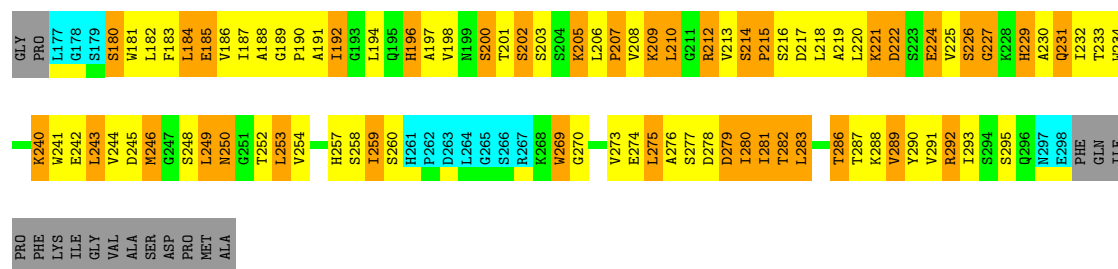 GLY PRO L177 G178 S179 S180 W181 L182 F183 L184 E185 V186 I187 A188 G189 P190 A191 I192 G193 L194 Q195 H196 A197 V198 N199 S200 T201 S202 S203 S204 K205 L206 P207 V208 K209 L210 G211 R212 V213 S214 P215 S216 D217 L218 A219 L220 K221 D222 S223 E224 V225 S226 G227 K228 H229 A230 Q231 I232 T233 W234
K240 W241 E242 L243 V244 D245 M246 G247 S248 L249 N250 G251 T252 L253 V254 H257 S258 I259 S260 H261 P262 D263 L264 G265 S266 R267 K268 W269 G270 V273 E274 L275 A276 S277 D278 D279 I280 I281 T282 L283 T286 T287 K288 V289 Y290 V291 R292 I293 S294 S295 Q296 N297 E298 PHE GLN ILE
PRO PHE LYS ILE GLY VAL ALA SER ASP PRO MET ALA